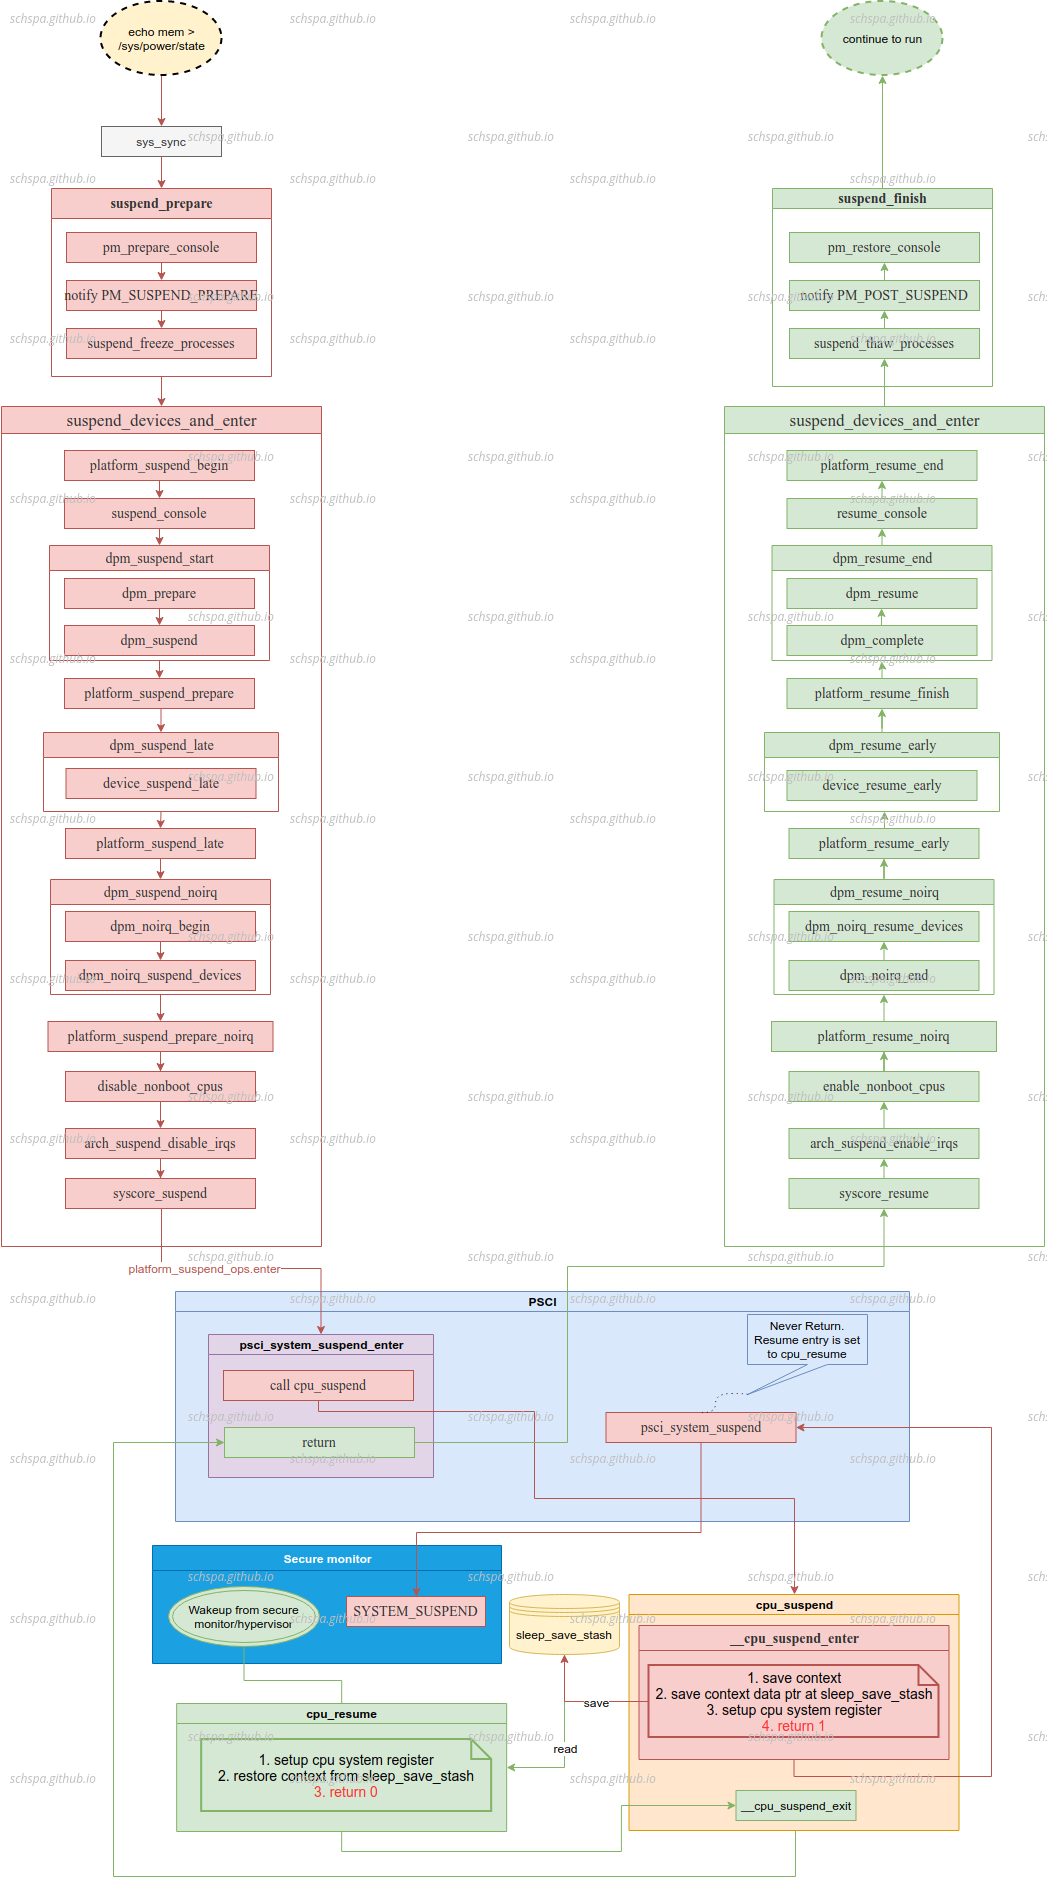 echo mem >
/sys/power/state
sys_sync
suspend_prepare
pm_prepare_console
notify PM_SUSPEND_PREPARE
suspend_freeze_processes
suspend_devices_and_enter
platform_suspend_begin
suspend_console
dpm_suspend_start
dpm_prepare
dpm_suspend
platform_suspend_prepare
dpm_suspend_late
device_suspend_late
platform_suspend_late
dpm_suspend_noirq
dpm_noirq_begin
dpm_noirq_suspend_devices
platform_suspend_prepare_noirq
disable_nonboot_cpus
arch_suspend_disable_irqs
syscore_suspend
platform_suspend_ops.enter
continue to run
suspend_finish
pm_restore_console
notify PM_POST_SUSPEND
suspend_thaw_processes
suspend_devices_and_enter
platform_resume_end
resume_console
dpm_resume_end
dpm_resume
dpm_complete
platform_resume_finish
dpm_resume_early
device_resume_early
platform_resume_early
dpm_resume_noirq
dpm_noirq_resume_devices
dpm_noirq_end
platform_resume_noirq
enable_nonboot_cpus
arch_suspend_enable_irqs
syscore_resume
PSCI
psci_system_suspend_enter
call cpu_suspend
return
Never Return.
Resume entry is set
to cpu_resume
psci_system_suspend
Secure monitor
Wakeup from secure
monitor/hypervisor
SYSTEM_SUSPEND
sleep_save_stash
cpu_suspend
__cpu_suspend_enter
1. save context
2. save context data ptr at sleep_save_stash
3. setup cpu system register
4. return 1
save
read
cpu_resume
1. setup cpu system register
2. restore context from sleep_save_stash
3. return 0
__cpu_suspend_exit
schspa.github.io